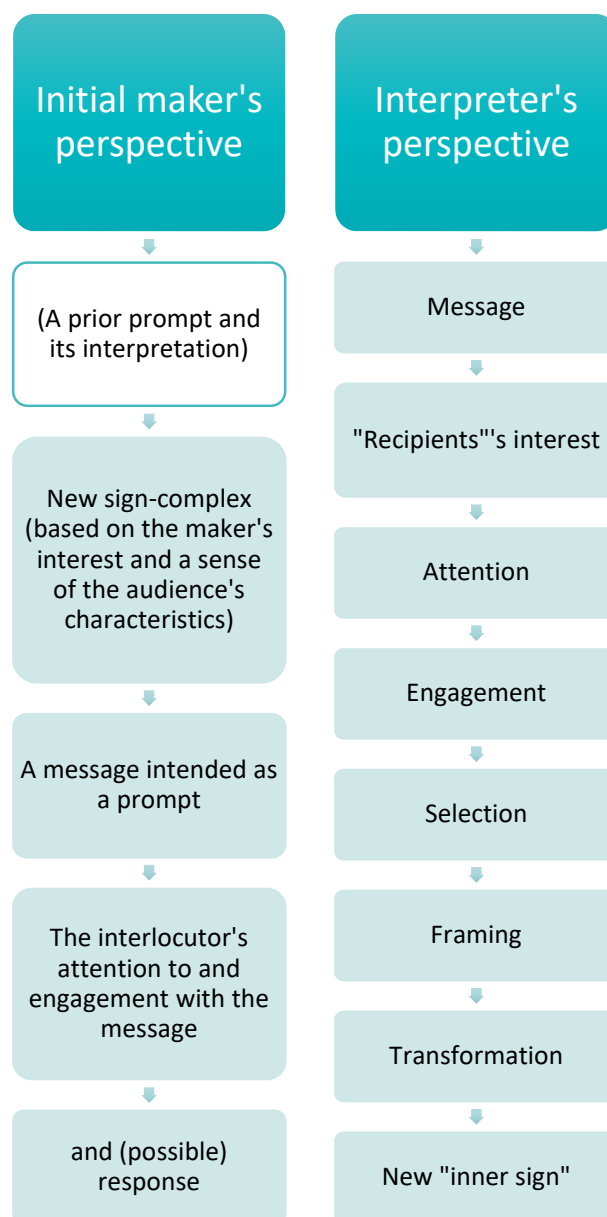 Initial maker's
perspective
(A prior prompt and
its interpretation)
New sign-complex
(based on the maker's
interest and a sense
of the audience's
characteristics)
A message intended as
a prompt
The interlocutor's
attention to and
engagement with the
message
and (possible)
response
Interpreter's
perspective
Message
"Recipients"'s interest
Attention
Engagement
Selection
Framing
Transformation
New "inner sign"